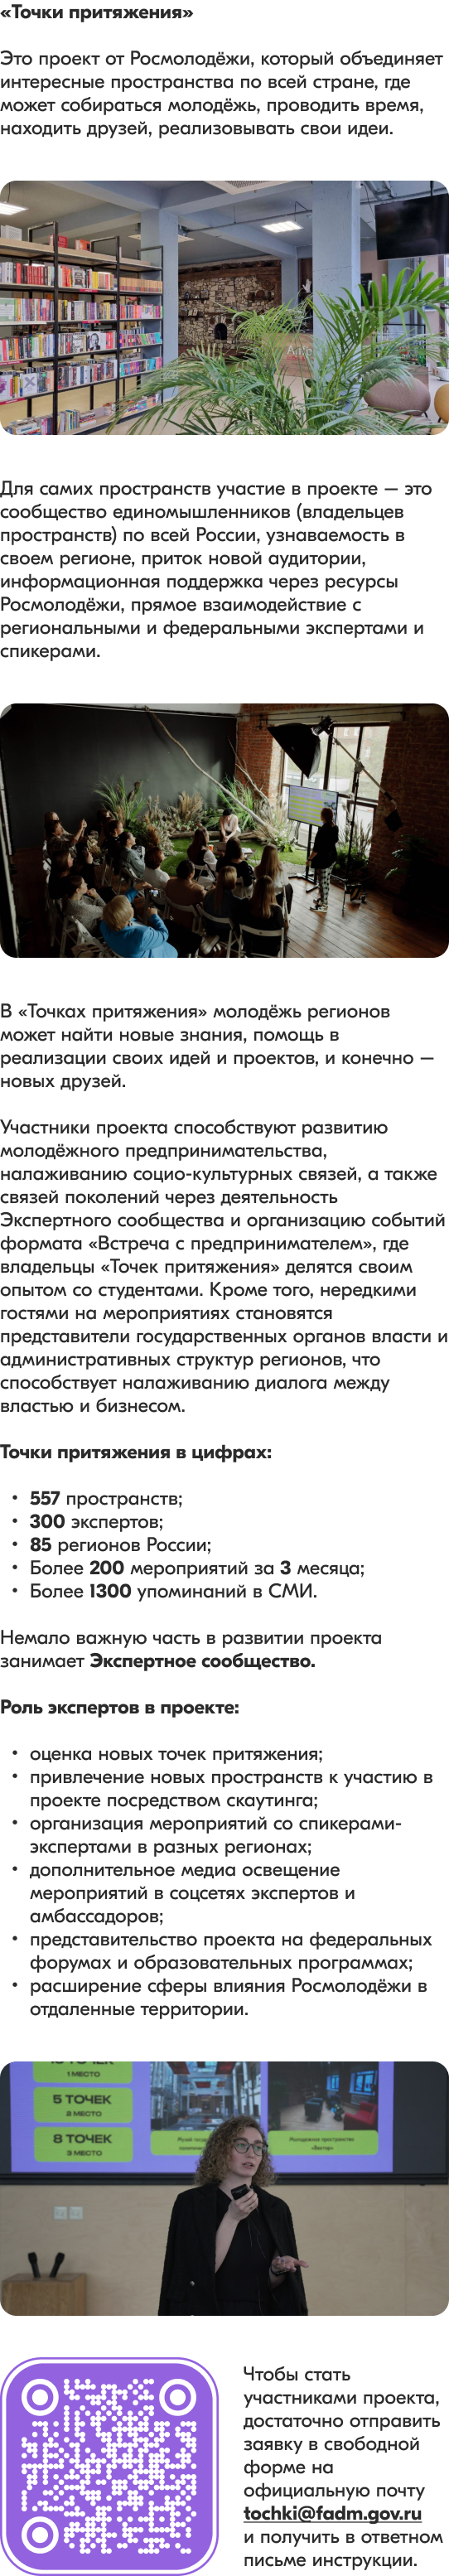 «Точки притяжения»
Это проект от Росмолодёжи, который объединяет
интересные пространства по всей стране, где
может собираться молодёжь, проводить время,
находить друзей, реализовывать свои идеи.
Для самих пространств участие в проекте – это
сообщество единомышленников (владельцев
пространств) по всей России, узнаваемость в
своем регионе, приток новой аудитории,
информационная поддержка через ресурсы
Росмолодёжи, прямое взаимодействие с
региональными и федеральными экспертами и
спикерами.
В «Точках притяжения» молодёжь регионов
может найти новые знания, помощь в
реализации своих идей и проектов, и конечно –
новых друзей.
Участники проекта способствуют развитию
молодёжного предпринимательства,
налаживанию социо-культурных связей, а также
связей поколений через деятельность
Экспертного сообщества и организацию событий
формата «Встреча с предпринимателем», где
владельцы «Точек притяжения» делятся своим
опытом со студентами. Кроме того, нередкими
гостями на мероприятиях становятся
представители государственных органов власти и
административных структур регионов, что
способствует налаживанию диалога между
властью и бизнесом.
Точки притяжения в цифрах:
• 557 пространств;
• 300 экспертов;
• 85 регионов России;
• Более 200 мероприятий за 3 месяца;
• Более 1300 упоминаний в СМИ.
Немало важную часть в развитии проекта
занимает Экспертное сообщество.
Роль экспертов в проекте:
• оценка новых точек притяжения;
• привлечение новых пространств к участию в
проекте посредством скаутинга;
• организация мероприятий со спикерами-
экспертами в разных регионах;
• дополнительное медиа освещение
мероприятий в соцсетях экспертов и
амбассадоров;
• представительство проекта на федеральных
форумах и образовательных программах;
• расширение сферы влияния Росмолодёжи в
отдаленные территории.
5 ТОЧЕК
2 МЕСТО
8 ТОЧЕК
3 МЕСТО
Чтобы стать
участниками проекта,
достаточно отправить
заявку в свободной
форме на
официальную почту
tochki@fadm.gov.ru
и получить в ответном
письме инструкции.